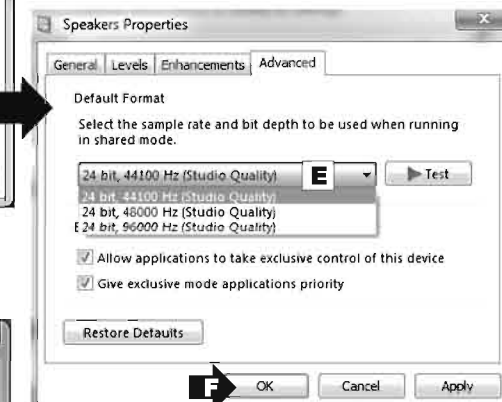 Speakers Properties
General Levels Enhancements Advanced
Default Format
Select the sample rate and bit depth to be used when running
in shared mode.
24 bit, 44100 Hz (Studio Quality) E Test
24 bit, 44100 Hz (Studio Quality)
24 bit, 48000 Hz (Studio Quality)
E 24 bit, 96000 Hz (Studio Quality)
Allow applications to take exclusive control of this device
Give exclusive mode applications priority
Restore Defaults
F OK Cancel Apply